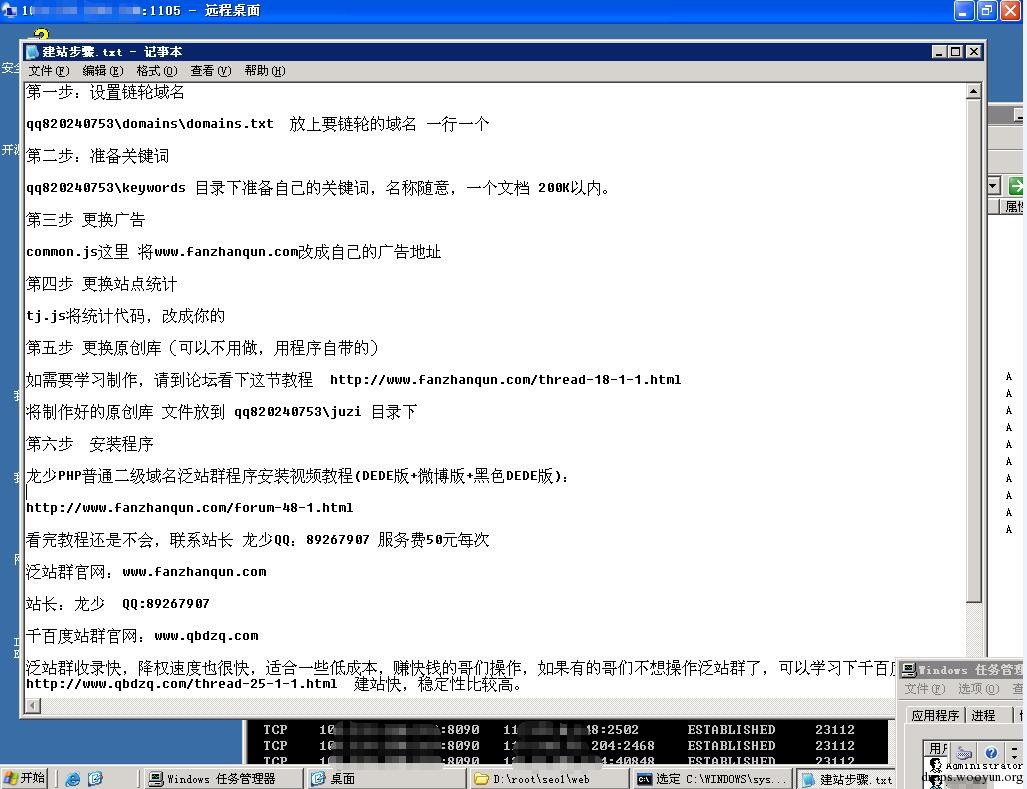 :1105 - 远程桌面
建站步骤.txt - 记事本
文件(F) 编辑(E) 格式(O) 查看(V) 帮助(H)
第一步：设置链轮域名
qq820240753\domains\domains.txt 放上要链轮的域名 一行一个
第二步：准备关键词
qq820240753\keywords 目录下准备自己的关键词，名称随意，一个文档 200K以内。
第三步 更换广告
common.js这里 将www.fanzhanqun.com改成自己的广告地址
第四步 更换站点统计
tj.js将统计代码，改成你的
第五步 更换原创库（可以不用做，用程序自带的）
如需要学习制作，请到论坛看下这节教程 http://www.fanzhanqun.com/thread-18-1-1.html
将制作好的原创库 文件放到 qq820240753\juzi 目录下
第六步 安装程序
龙少PHP普通二级域名泛站群程序安装视频教程(DEDE版+微博版+黑色DEDE版)：
http://www.fanzhanqun.com/forum-48-1.html
看完教程还是不会，联系站长 龙少QQ：89267907 服务费50元每次
泛站群官网：www.fanzhanqun.com
站长：龙少 QQ:89267907
千百度站群官网：www.qbdzq.com
泛站群收录快，降权速度也很快，适合一些低成本，赚快钱的哥们操作，如果有的哥们不想操作泛站群了，可以学习下千百度
http://www.qbdzq.com/thread-25-1-1.html 建站快，稳定性比较高。
属性
A
A
A
A
A
A
A
A
A
A
Windows 任务管理
文件(F) 选项(O) 查
应用程序 进程
用户
Administrator
TCP 10 :8090 11 18:2502 ESTABLISHED 23112
TCP 10 :8090 1 204:2468 ESTABLISHED 23112
TCP 1 :8090 11 4:40848 ESTABLISHED 23112
开始 Windows 任务管理器 桌面 D:\root\seo1\web 选定 C:\WINDOWS\sys... 建站步骤.txt
drops.wooyun.org